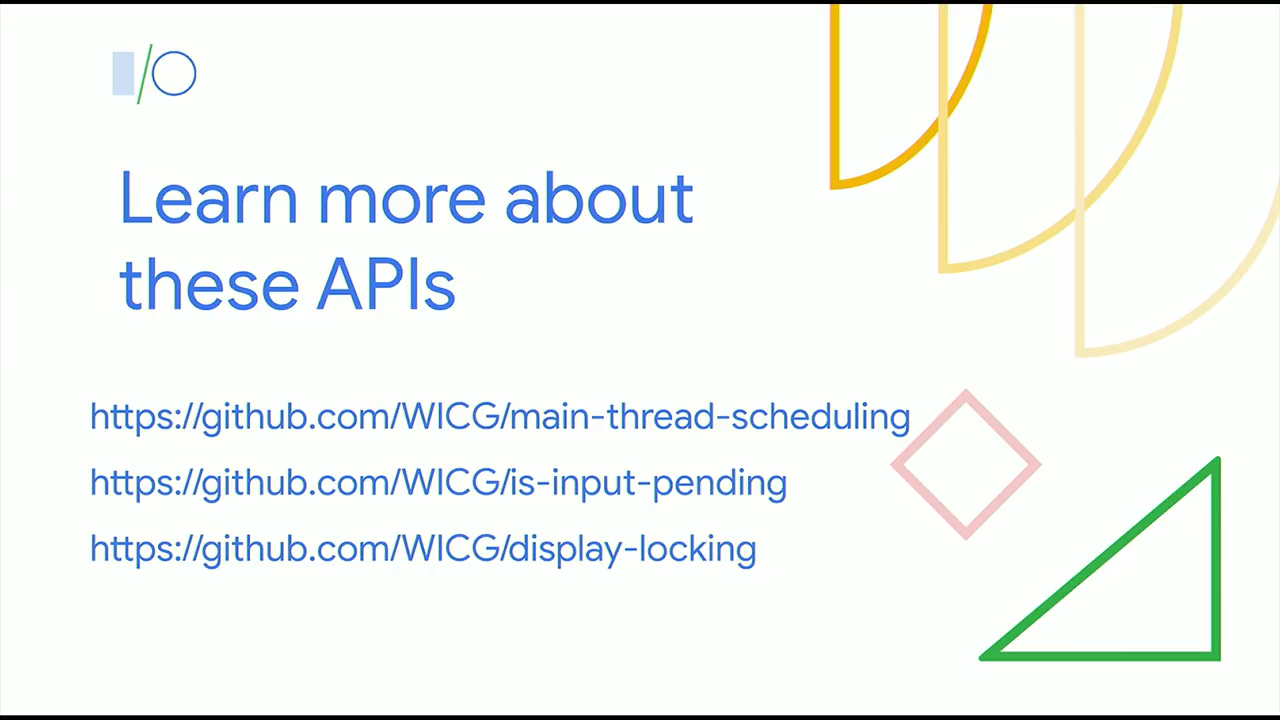 I/O
Learn more about
these APIs
https://github.com/WICG/main-thread-scheduling
https://github.com/WICG/is-input-pending
https://github.com/WICG/display-locking